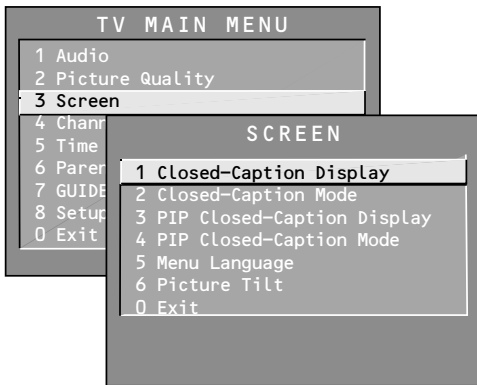 TV MAIN MENU
1 Audio
2 Picture Quality
3 Screen
4 Chann
5 Time
6 Paren
7 GUIDE
8 Setup
0 Exit
SCREEN
1 Closed-Caption Display
2 Closed-Caption Mode
3 PIP Closed-Caption Display
4 PIP Closed-Caption Mode
5 Menu Language
6 Picture Tilt
0 Exit